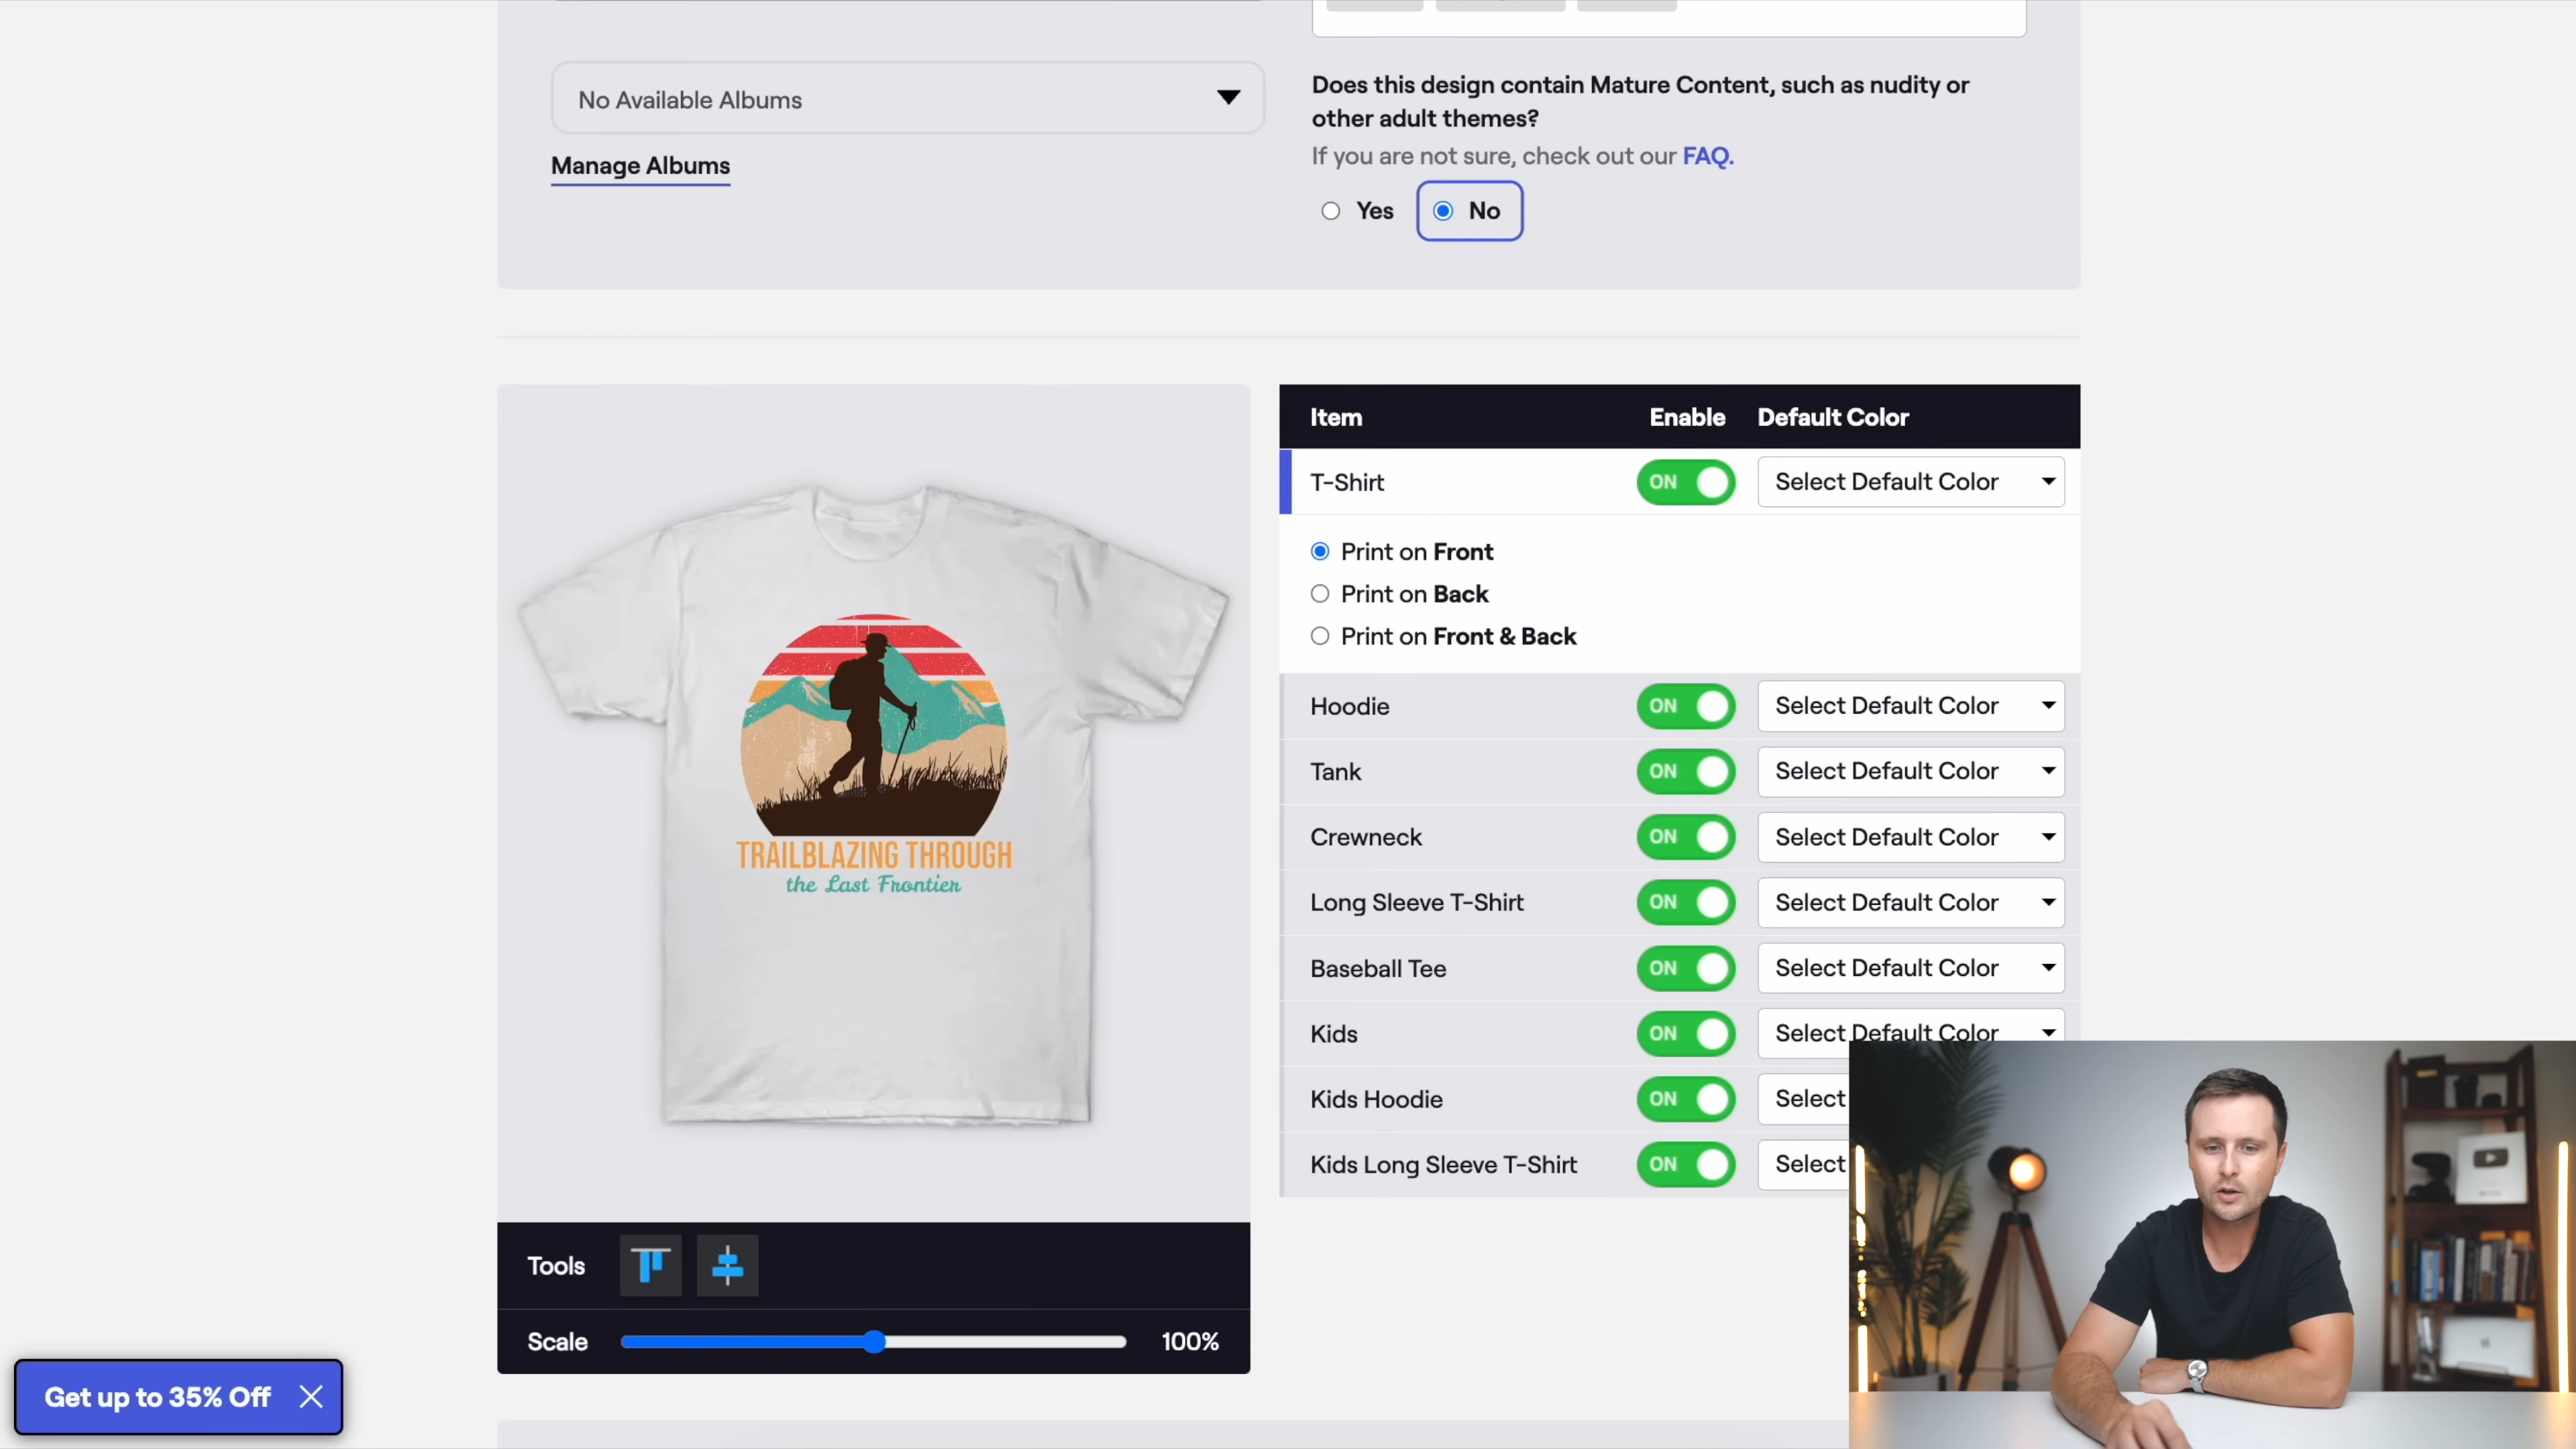 No Available Albums
Manage Albums
Does this design contain Mature Content, such as nudity or
other adult themes?
If you are not sure, check out our FAQ.
Yes
No
TRAILBLAZING THROUGH
the Last Frontier
Tools
Scale
100%
Item Enable Default Color
T-Shirt ON Select Default Color
Print on Front
Print on Back
Print on Front & Back
Hoodie ON Select Default Color
Tank ON Select Default Color
Crewneck ON Select Default Color
Long Sleeve T-Shirt ON Select Default Color
Baseball Tee ON Select Default Color
Kids ON Select Default Color
Kids Hoodie ON Select
Kids Long Sleeve T-Shirt ON Select
Get up to 35% Off